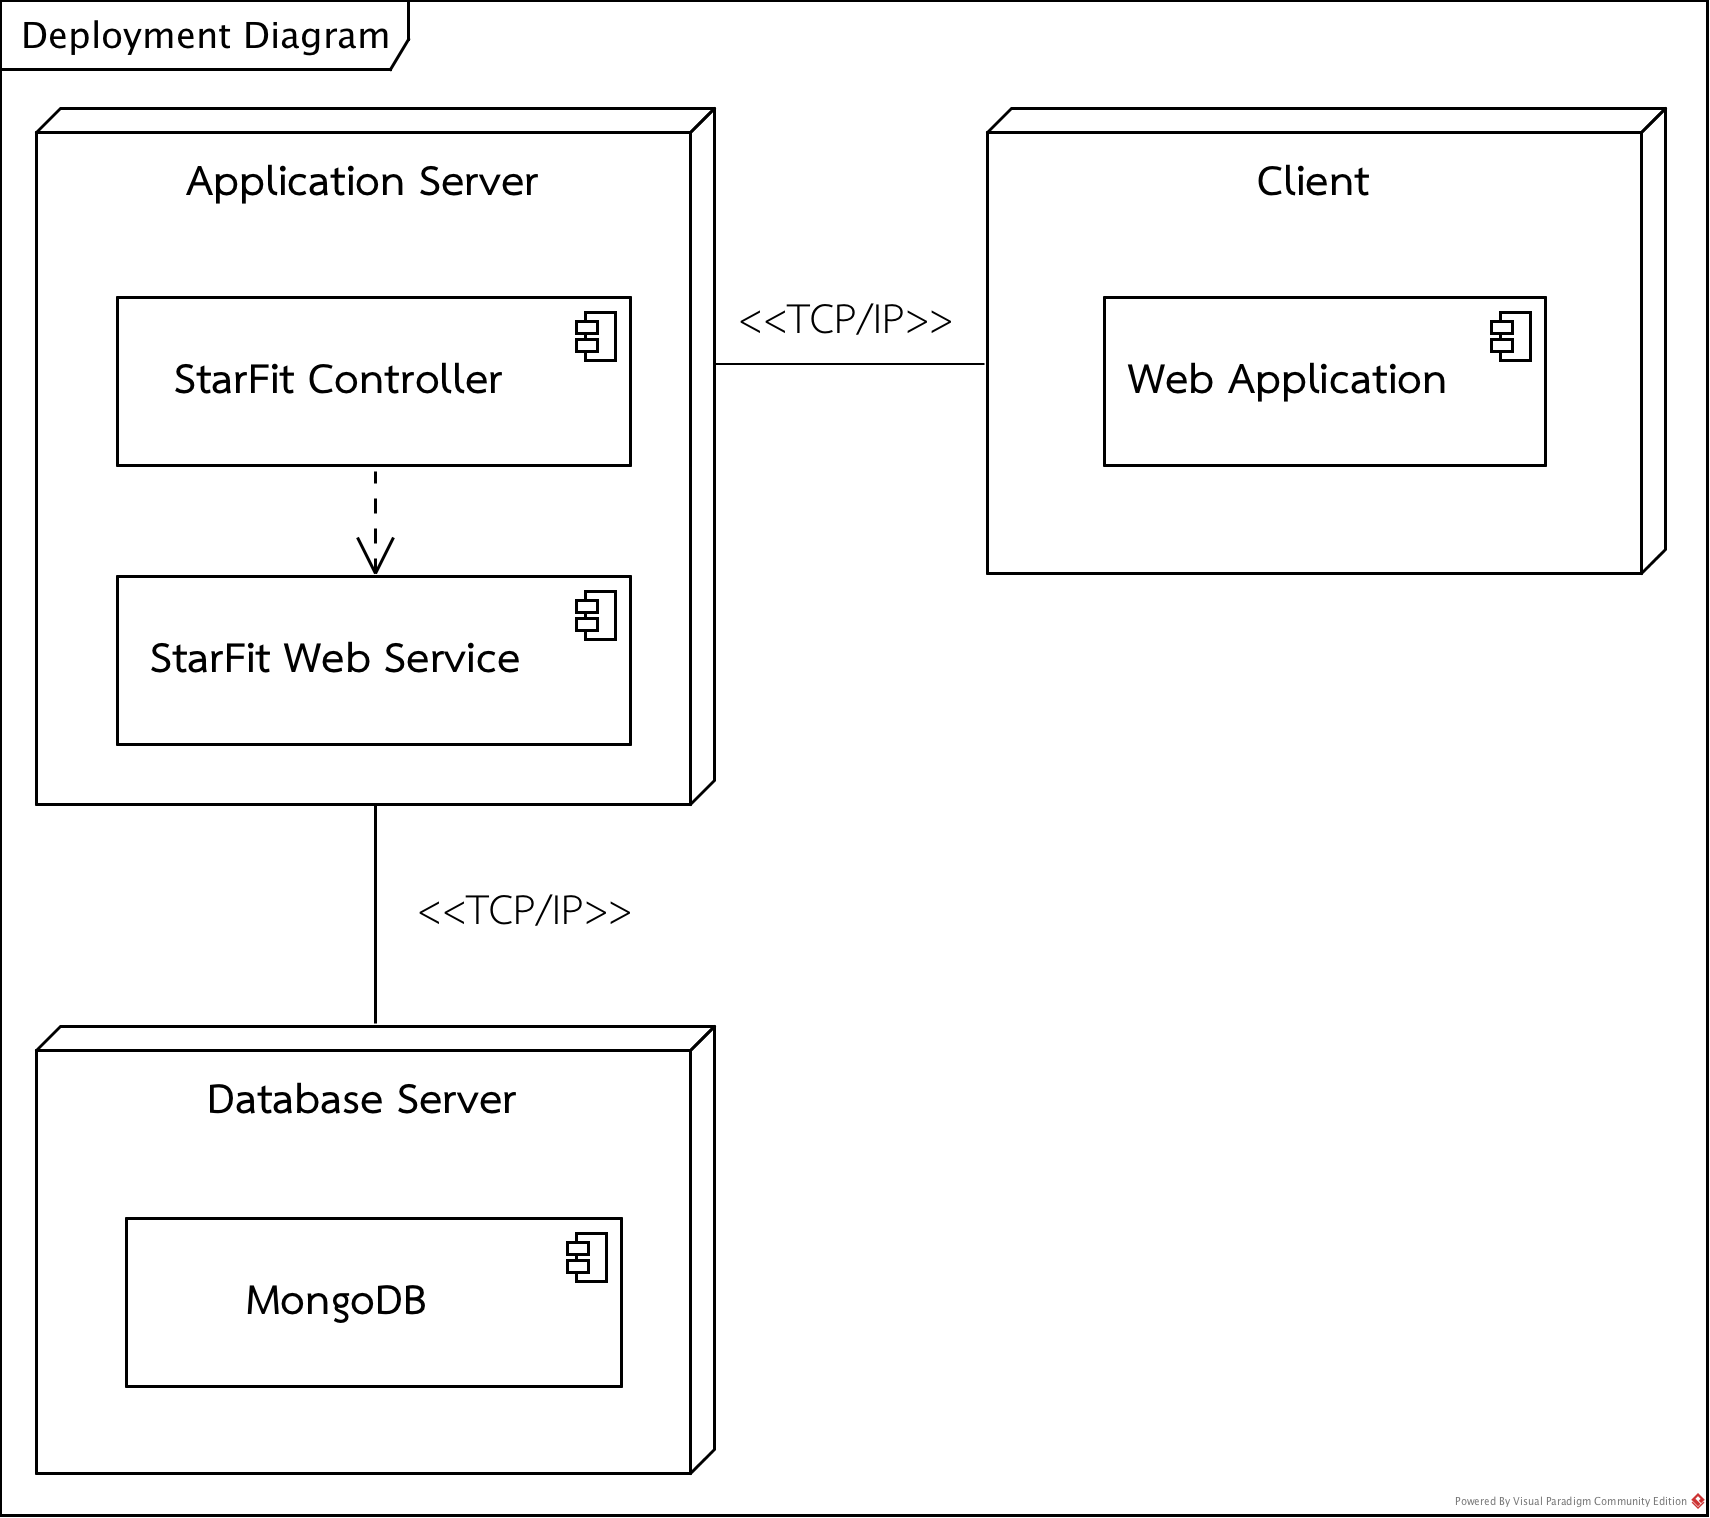 Deployment Diagram
Application Server
Client
<<TCP/IP>>
StarFit Controller
Web Application
StarFit Web Service
<<TCP/IP>>
Database Server
MongoDB
Powered By Visual Paradigm Community Edition